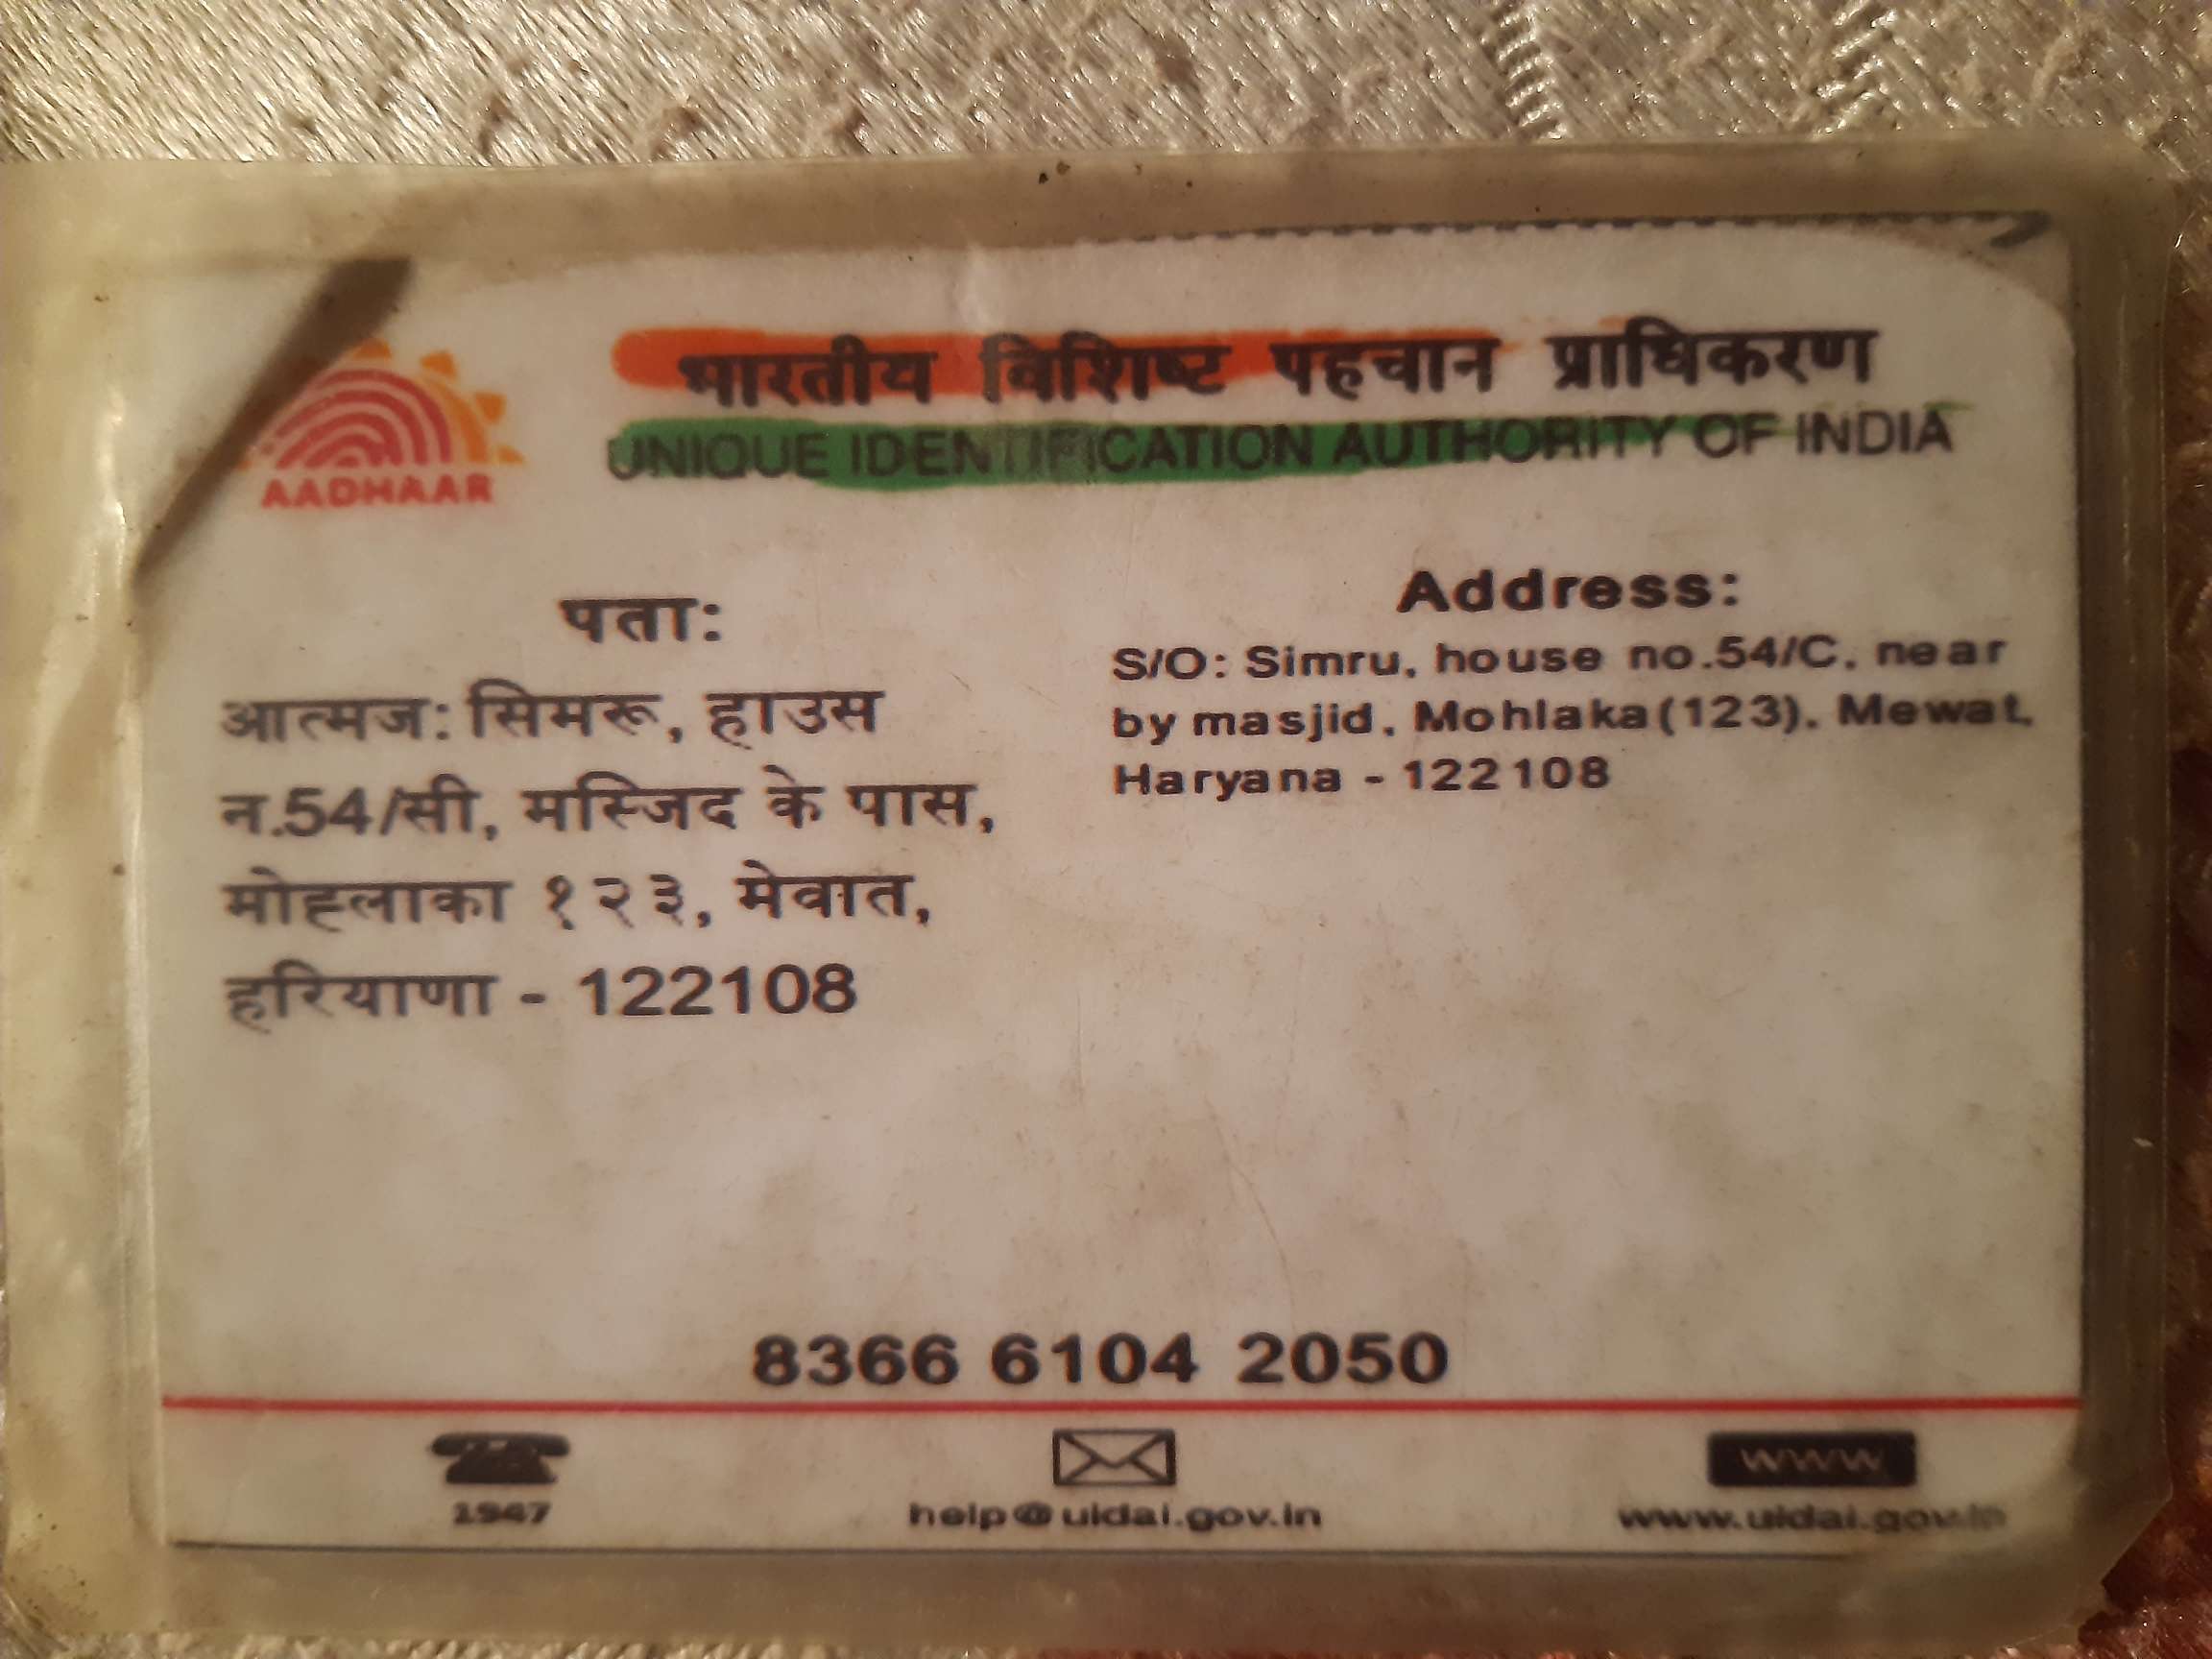 भारतीय विशिष्ट पहचान प्राधिकरण
UNIQUE IDENTIFICATION AUTHORITY OF INDIA
AADHAAR
पता:
आत्मज: सिमरू, हाउस
न.54/सी, मस्जिद के पास,
मोहलाका १२३, मेवात,
हरियाणा - 122108
Address:
S/O: Simru, house no.54/C, near
by masjid, Mohlaka(123), Mewat,
Haryana - 122108
8366 6104 2050
1947
help@uidai.gov.in
www
www.uidai.gov.in